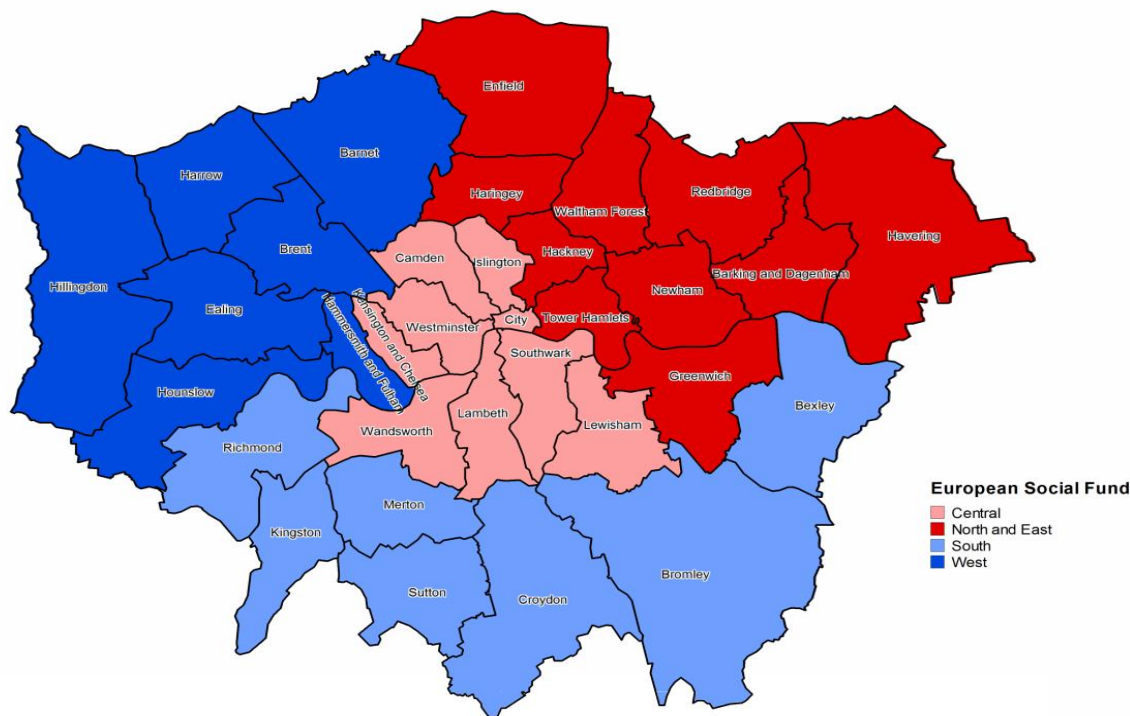 Enfield
Barnet
Harrow
Haringey
Redbridge
Waltham Forest
Havering
Brent
Hackney
Camden
Islington
Barking and Dagenham
Hillingdon
Newham
Ealing
Kensington and Chelsea
Hammersmith and Fulham
Westminster
City
Tower Hamlets
Southwark
Greenwich
Hounslow
Bexley
Lambeth
Wandsworth
Lewisham
Richmond
Merton
Kingston
Bromley
Sutton
Croydon
European Social Fund
Central
North and East
South
West